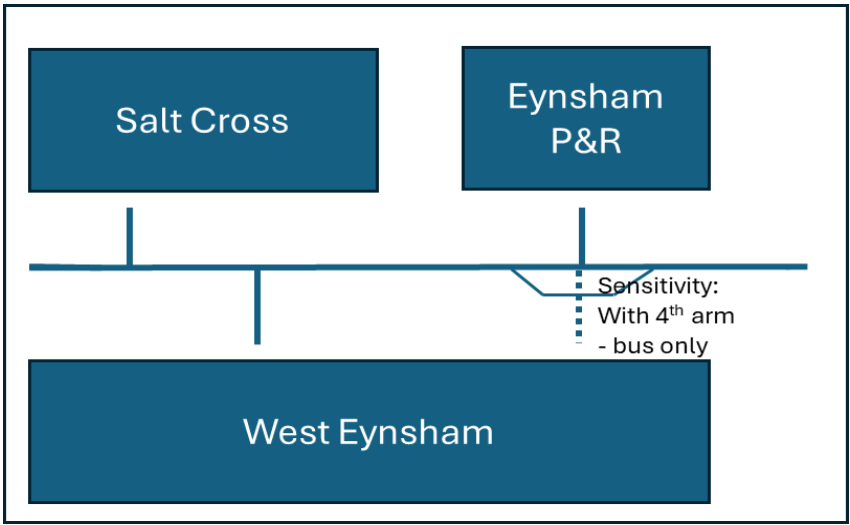 Salt Cross
Eynsham
P&R
Sensitivity:
With 4th arm
- bus only
West Eynsham